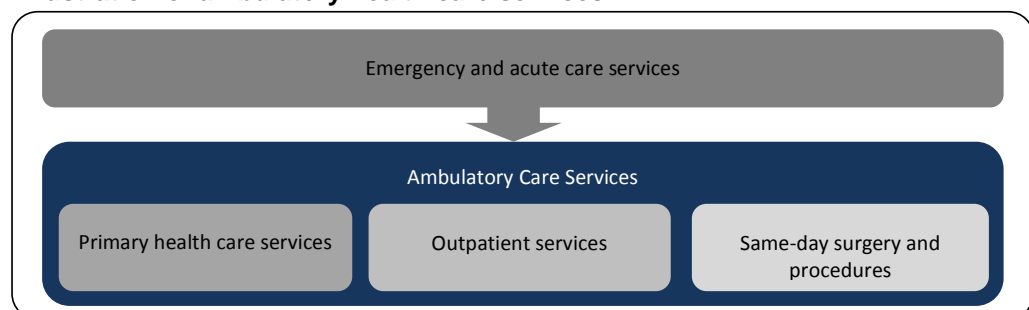 Emergency and acute care services
Ambulatory Care Services
Primary health care services
Outpatient services
Same-day surgery and
procedures